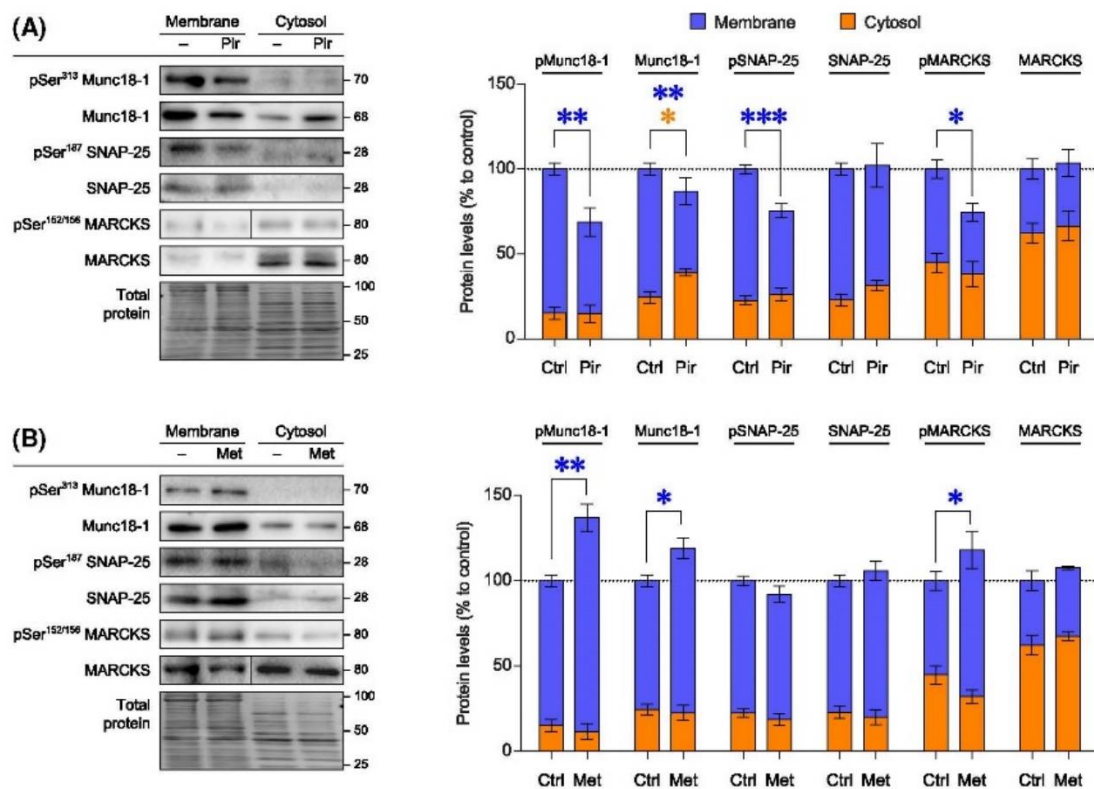 (A)
Membrane Cytosol
– Pir – Pir
pSer³¹³ Munc18-1 70
Munc18-1 68
pSer¹⁸⁷ SNAP-25 28
SNAP-25 28
pSer¹⁵²/¹⁵⁶ MARCKS 80
MARCKS 80
Total protein 100
50
25
Membrane Cytosol
pMunc18-1 Munc18-1 pSNAP-25 SNAP-25 pMARCKS MARCKS
Protein levels (% to control)
150
100
50
0
** ** * *** *
Ctrl Pir Ctrl Pir Ctrl Pir Ctrl Pir Ctrl Pir Ctrl Pir
(B)
Membrane Cytosol
– Met – Met
pSer³¹³ Munc18-1 70
Munc18-1 68
pSer¹⁸⁷ SNAP-25 28
SNAP-25 28
pSer¹⁵²/¹⁵⁶ MARCKS 80
MARCKS 80
Total protein 100
50
25
pMunc18-1 Munc18-1 pSNAP-25 SNAP-25 pMARCKS MARCKS
Protein levels (% to control)
150
100
50
0
** * *
Ctrl Met Ctrl Met Ctrl Met Ctrl Met Ctrl Met Ctrl Met